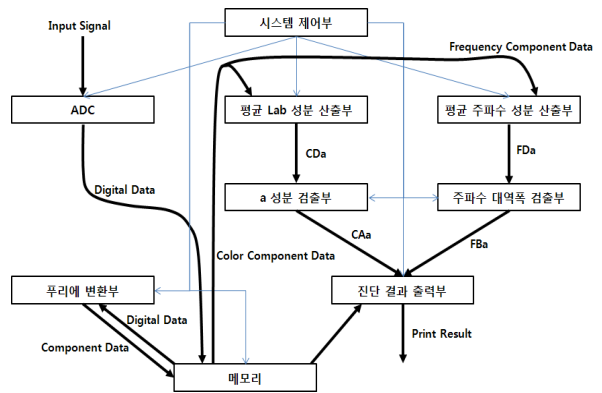 시스템 제어부
Input Signal
Frequency Component Data
ADC
평균 Lab 성분 산출부
평균 주파수 성분 산출부
CDa
FDa
Digital Data
a 성분 검출부
주파수 대역폭 검출부
CAa
FBa
Color Component Data
푸리에 변환부
진단 결과 출력부
Digital Data
Print Result
Component Data
메모리